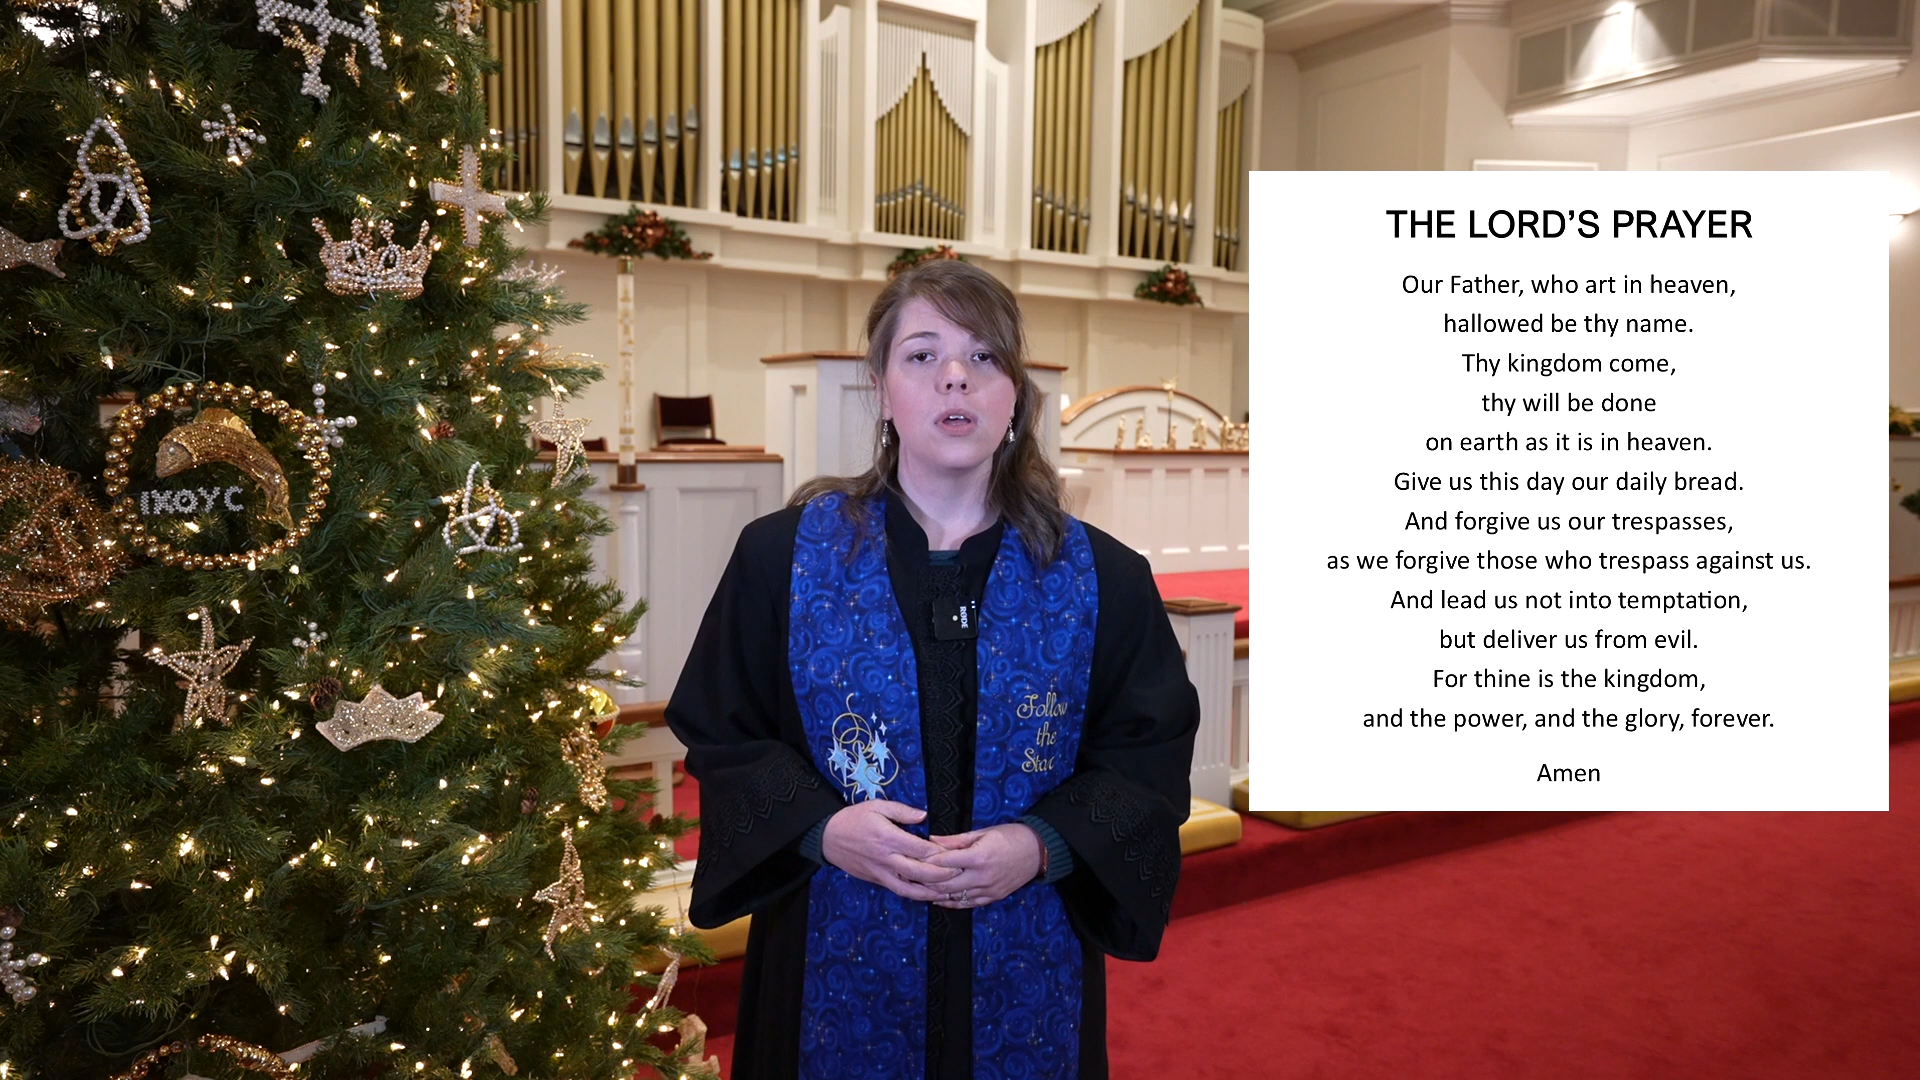 THE LORD’S PRAYER
Our Father, who art in heaven,
hallowed be thy name.
Thy kingdom come,
thy will be done
on earth as it is in heaven.
Give us this day our daily bread.
And forgive us our trespasses,
as we forgive those who trespass against us.
And lead us not into temptation,
but deliver us from evil.
For thine is the kingdom,
and the power, and the glory, forever.
Amen
IXOYC
RODE
Follow
the
Star